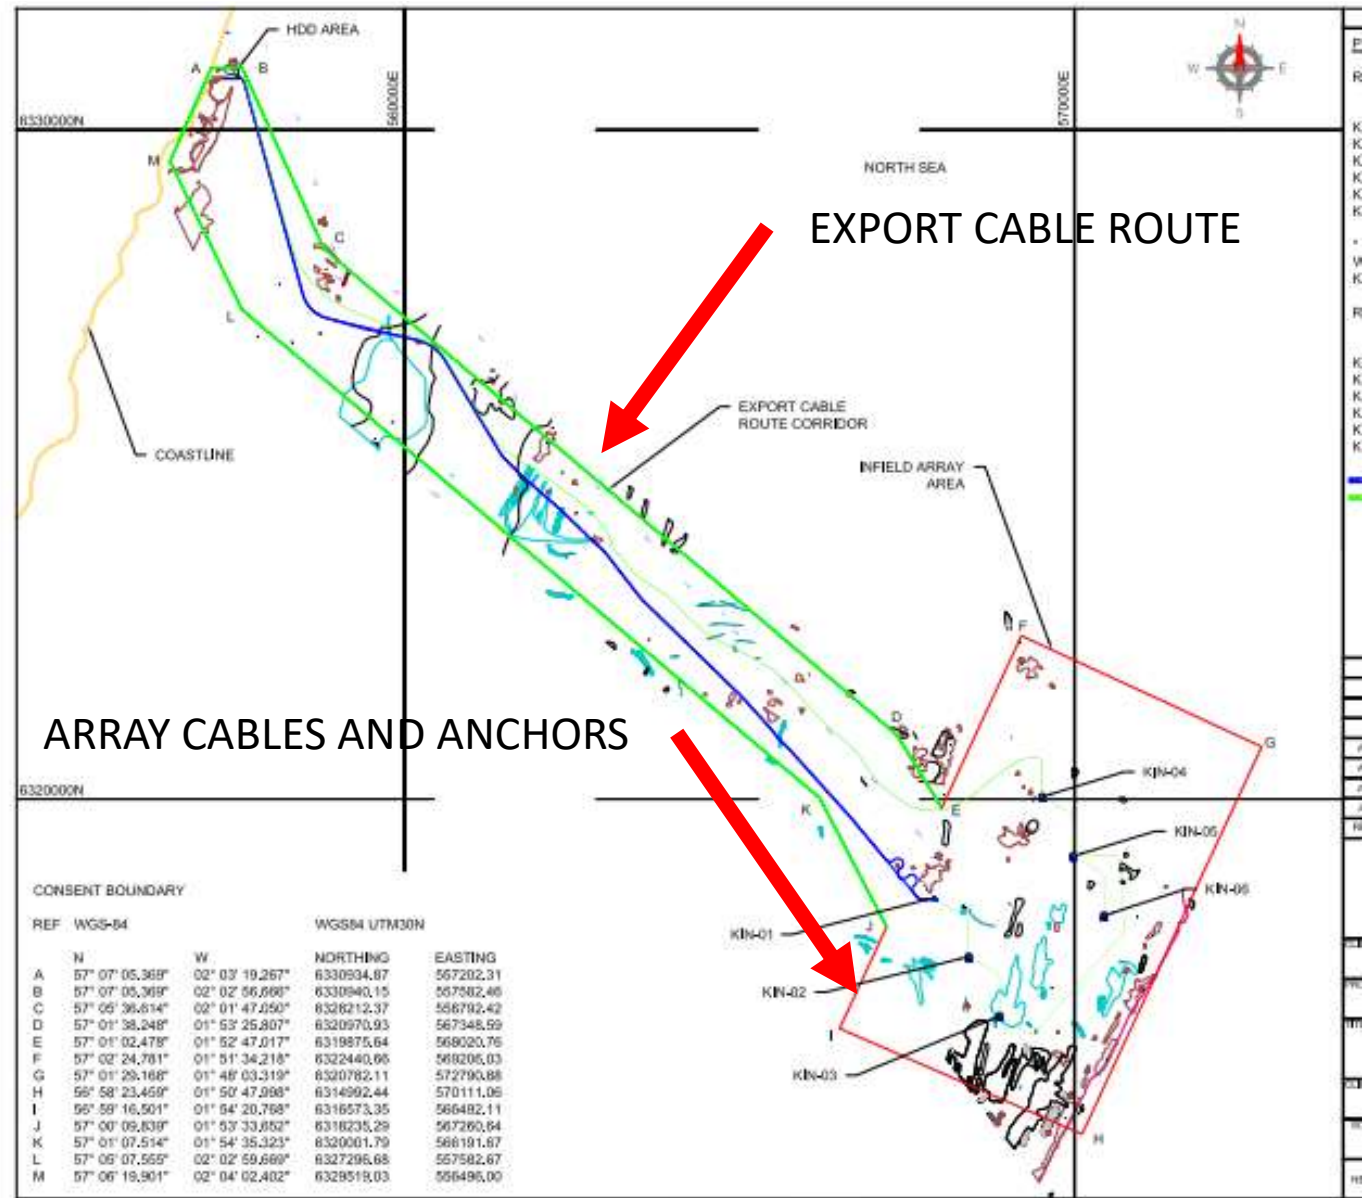 HDD AREA
N
W E
S
A B
6330000N
560000E
570000E
M
NORTH SEA
C
EXPORT CABLE ROUTE
L
EXPORT CABLE
ROUTE CORRIDOR
COASTLINE
INFIELD ARRAY
AREA
F
D
G
ARRAY CABLES AND ANCHORS
KIN-04
6320000N
K
E
KIN-05
KIN-06
J
KIN-01
KIN-02
I
KIN-03
H
CONSENT BOUNDARY
REF WGS-84 WGS84 UTM30N
N W NORTHING EASTING
A 57° 07' 05.369" 02° 03' 19.267" 6330934.87 557202.31
B 57° 07' 05.369" 02° 02' 56.666" 6330940.15 557582.46
C 57° 05' 36.614" 02° 01' 47.050" 6328212.37 558792.42
D 57° 01' 38.248" 01° 53' 25.807" 6320970.93 567348.59
E 57° 01' 02.478" 01° 52' 47.017" 6319875.64 568020.76
F 57° 02' 24.781" 01° 51' 34.218" 6322440.66 569206.03
G 57° 01' 29.168" 01° 48' 03.319" 6320782.11 572790.88
H 56° 58' 23.459" 01° 50' 47.998" 6314992.44 570111.06
I 56° 59' 16.501" 01° 54' 20.768" 6316573.35 566492.11
J 57° 00' 09.839" 01° 53' 33.652" 6318235.29 567260.64
K 57° 01' 07.514" 01° 54' 35.323" 6320001.79 566191.67
L 57° 05' 07.555" 02° 02' 59.669" 6327296.68 557582.67
M 57° 06' 19.901" 02° 04' 02.402" 6329519.03 556496.00